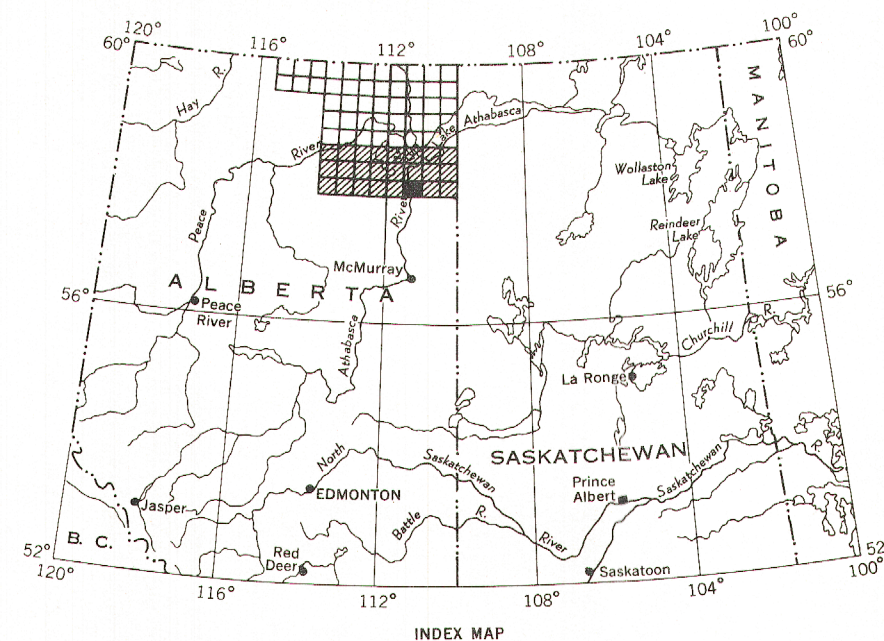 120°
116°
112°
108°
104°
100°
60°
60°
MANITOBA
Hay R.
Lake Athabasca
River
Wollaston
Lake
Peace
River
Reindeer
Lake
McMurray
ALBERTA
56°
56°
Peace
River
Athabasca
Churchill R.
La Ronge
North Saskatchewan
SASKATCHEWAN
Saskatchewan R.
Prince
Albert
EDMONTON
Jasper
Battle R.
River
B. C.
Red
Deer
Saskatoon
52°
52
120°
116°
112°
108°
104°
100°
INDEX MAP